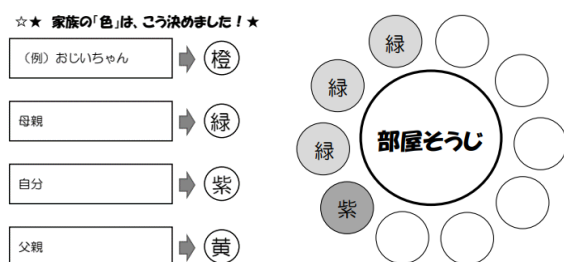 ☆★ 家族の「色」は、こう決めました！★
（例）おじいちゃん
橙
母親
緑
自分
紫
父親
黄
緑
緑
緑
紫
部屋そうじ